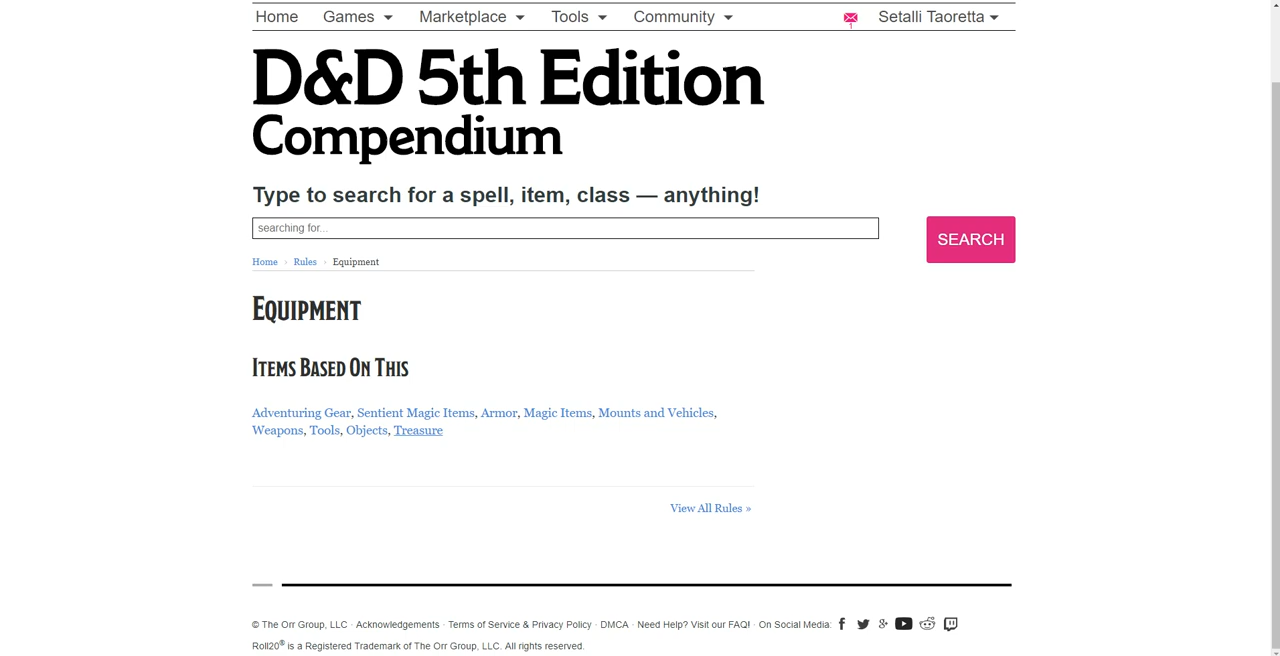 Home Games Marketplace Tools Community 1 Setalli Taoretta
D&D 5th Edition
Compendium
Type to search for a spell, item, class — anything!
searching for...
SEARCH
Home › Rules › Equipment
Equipment
Items Based On This
Adventuring Gear, Sentient Magic Items, Armor, Magic Items, Mounts and Vehicles,
Weapons, Tools, Objects, Treasure
View All Rules »
© The Orr Group, LLC · Acknowledgements · Terms of Service & Privacy Policy · DMCA · Need Help? Visit our FAQ! · On Social Media:
Roll20® is a Registered Trademark of The Orr Group, LLC. All rights reserved.